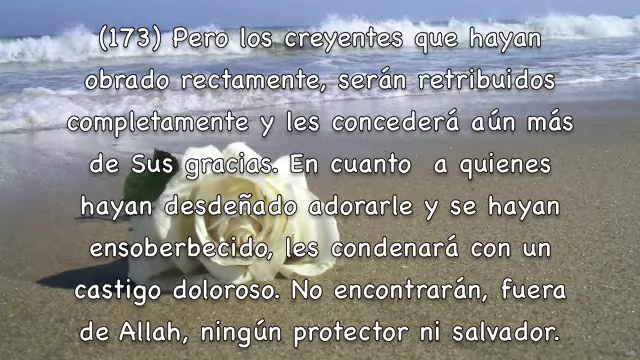 (173) Pero los creyentes que hayan
obrado rectamente, serán retribuidos
completamente y les concederá aún más
de Sus gracias. En cuanto a quienes
hayan desdeñado adorarle y se hayan
ensoberbecido, les condenará con un
castigo doloroso. No encontrarán, fuera
de Allah, ningún protector ni salvador.